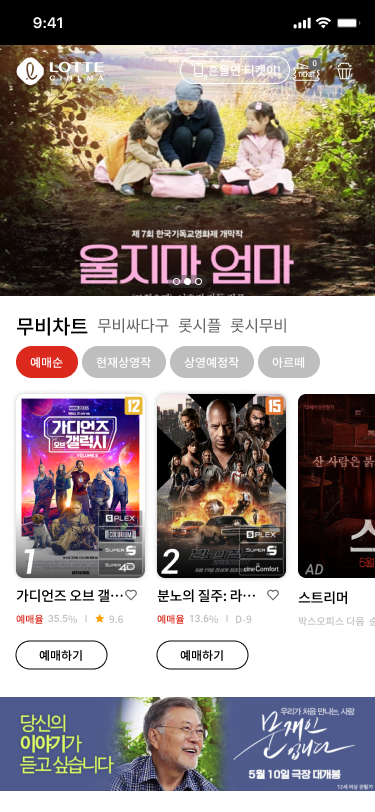 9:41
LOTTE
CINEMA
흔들면 티켓이!
0
TICKET
제 7회 한국기독교영화제 개막작
울지마 엄마
무비차트 무비싸다구 롯시플 롯시무비
예매순 현재상영작 상영예정작 아르떼
12
가디언즈
오브
갤럭시
VOLUME 3
PLEX
COLORIUM
SUPER S
SUPER 4D
1
15
PLEX
SUPER S
cineComfort
2
산 사람은 붉
AD
가디언즈 오브 갤...
예매율 35.5% 9.6
예매하기
분노의 질주: 라...
예매율 13.6% D-9
예매하기
스트리머
박스오피스 다음
당신의
이야기가
듣고 싶습니다
우리가 처음 만나는, 사람
문재인
입니다
5월 10일 극장 대개봉
12세 이상 관람가